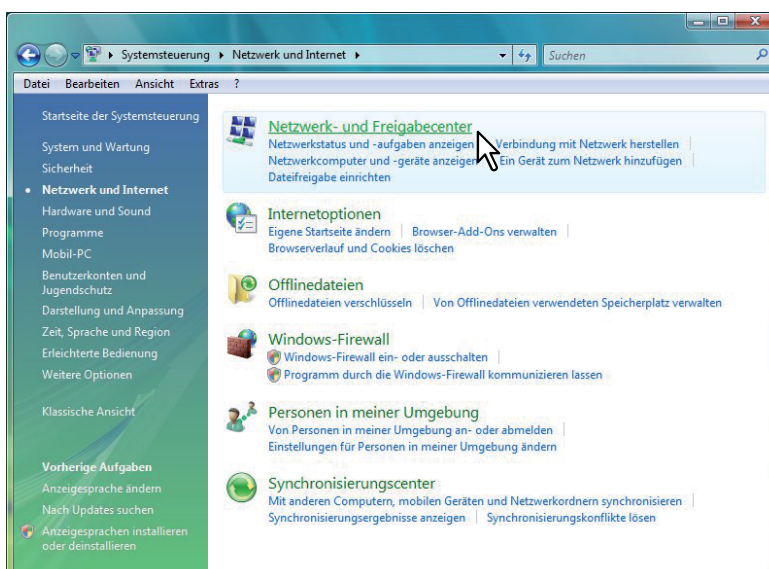 Systemsteuerung ▸ Netzwerk und Internet ▸
Suchen
Datei Bearbeiten Ansicht Extras ?
Startseite der Systemsteuerung
System und Wartung
Sicherheit
• Netzwerk und Internet
Hardware und Sound
Programme
Mobil-PC
Benutzerkonten und
Jugendschutz
Darstellung und Anpassung
Zeit, Sprache und Region
Erleichterte Bedienung
Weitere Optionen
Klassische Ansicht
Vorherige Aufgaben
Anzeigesprache ändern
Nach Updates suchen
Anzeigesprachen installieren
oder deinstallieren
Netzwerk- und Freigabecenter
Netzwerkstatus und -aufgaben anzeigen Verbindung mit Netzwerk herstellen
Netzwerkcomputer und -geräte anzeigen Ein Gerät zum Netzwerk hinzufügen
Dateifreigabe einrichten
Internetoptionen
Eigene Startseite ändern Browser-Add-Ons verwalten
Browserverlauf und Cookies löschen
Offlinedateien
Offlinedateien verschlüsseln Von Offlinedateien verwendeten Speicherplatz verwalten
Windows-Firewall
Windows-Firewall ein- oder ausschalten
Programm durch die Windows-Firewall kommunizieren lassen
Personen in meiner Umgebung
Von Personen in meiner Umgebung an- oder abmelden
Einstellungen für Personen in meiner Umgebung ändern
Synchronisierungscenter
Mit anderen Computern, mobilen Geräten und Netzwerkordnern synchronisieren
Synchronisierungsergebnisse anzeigen Synchronisierungskonflikte lösen